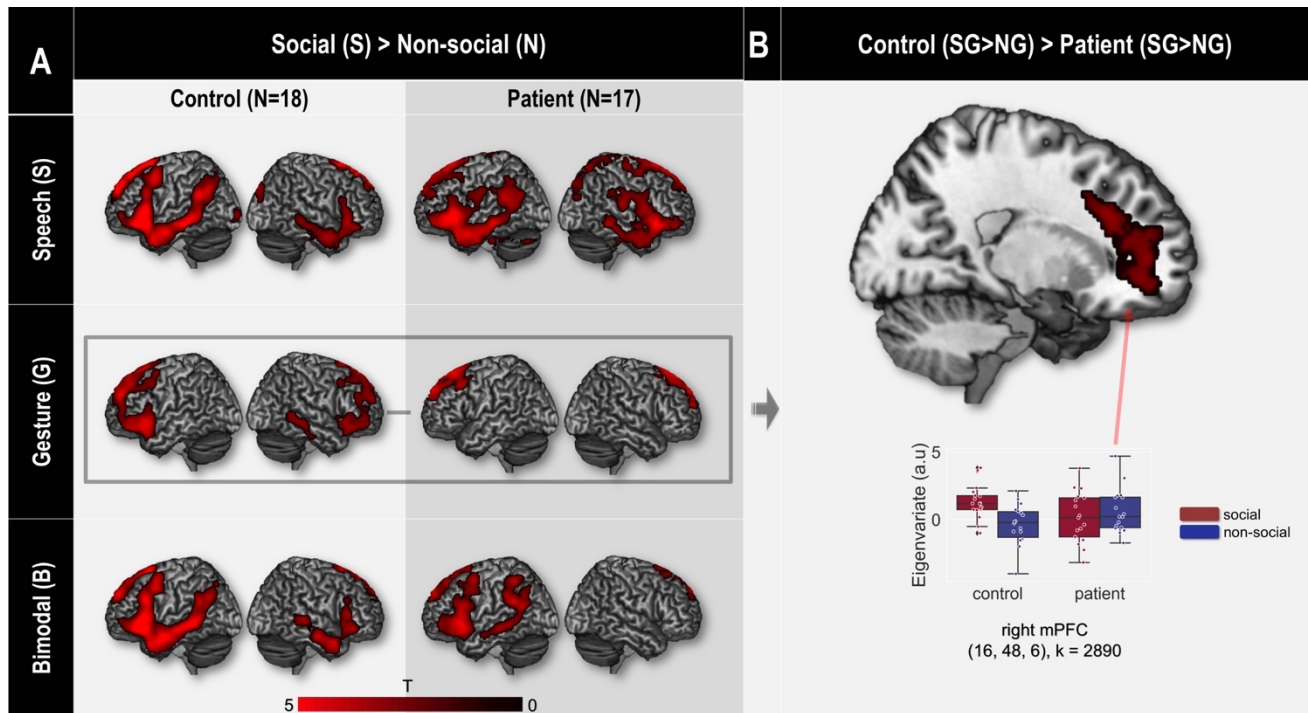 A
Social (S) > Non-social (N)
Control (N=18)
Patient (N=17)
Speech (S)
Gesture (G)
Bimodal (B)
T
5
0
B
Control (SG>NG) > Patient (SG>NG)
Eigenvariate (a.u)
5
0
control
patient
social
non-social
right mPFC
(16, 48, 6), k = 2890